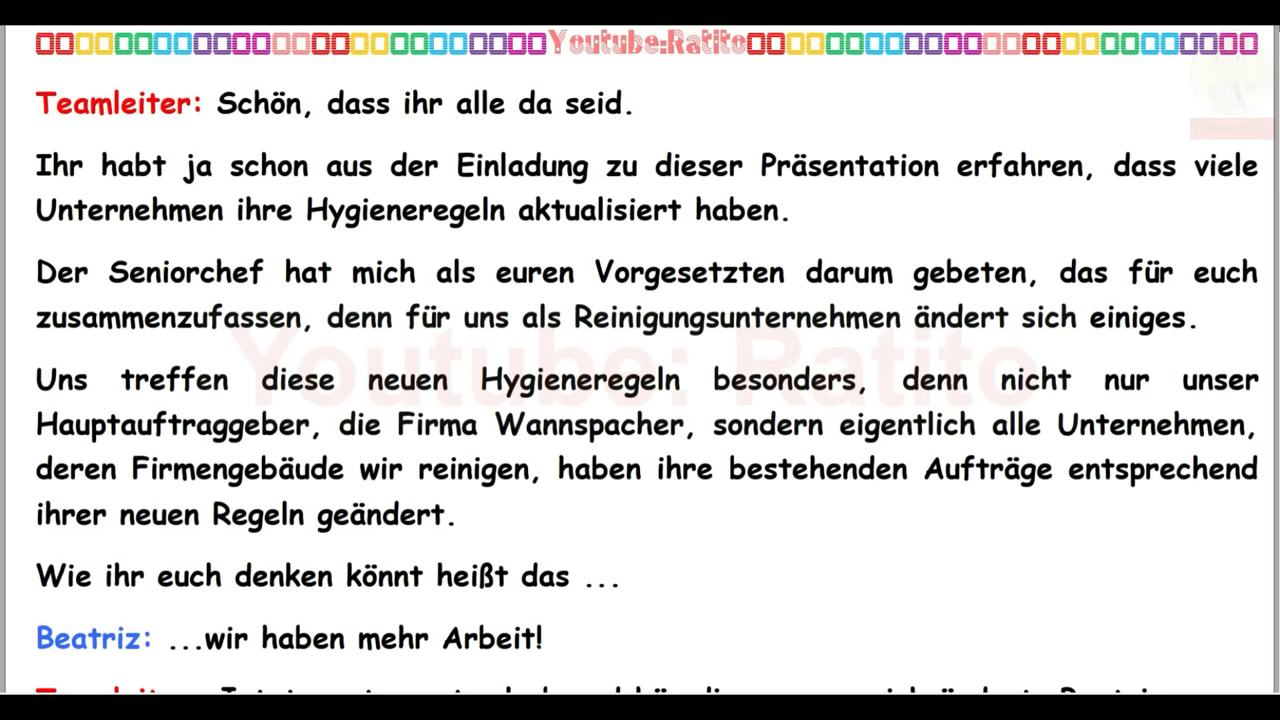 Youtube:Ratito
Teamleiter: Schön, dass ihr alle da seid.
Ihr habt ja schon aus der Einladung zu dieser Präsentation erfahren, dass viele
Unternehmen ihre Hygieneregeln aktualisiert haben.
Der Seniorchef hat mich als euren Vorgesetzten darum gebeten, das für euch
zusammenzufassen, denn für uns als Reinigungsunternehmen ändert sich einiges.
Youtube: Ratito
Uns treffen diese neuen Hygieneregeln besonders, denn nicht nur unser
Hauptauftraggeber, die Firma Wannspacher, sondern eigentlich alle Unternehmen,
deren Firmengebäude wir reinigen, haben ihre bestehenden Aufträge entsprechend
ihrer neuen Regeln geändert.
Wie ihr euch denken könnt heißt das ...
Beatriz: ...wir haben mehr Arbeit!